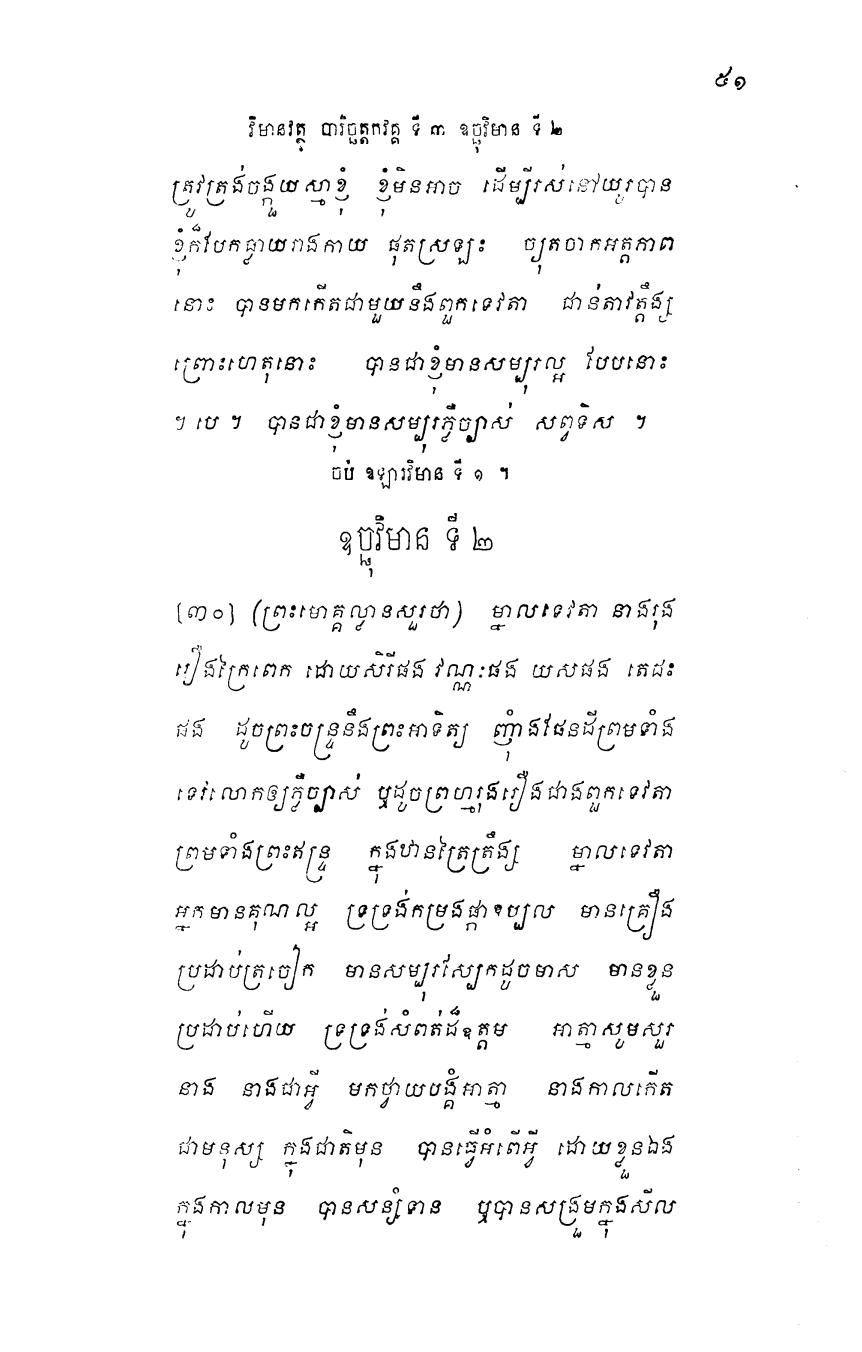 ៥១
វិមានវត្ថុ បារិច្ឆត្តកវគ្គ ទី ៣ ឧច្ឆុវិមាន ទី ២
ត្រូវត្រង់ចង្កួយស្មាខ្ញុំ ខ្ញុំមិនអាច ដើម្បីរស់នៅយូរបាន
ខ្ញុំក៏បែកធ្លាយរាងកាយ ផុតស្រឡះ ច្យុតចាកអត្តភាព
នោះ បានមកកើតជាមួយនឹងពួកទេវតា ជាន់តាវត្តឹង្ស
ព្រោះហេតុនោះ បានជាខ្ញុំមានសម្បុរល្អ បែបនោះ
។ បេ ។ បានជាខ្ញុំមានសម្បុរភ្លឺច្បាស់ សព្វទិស ។
ចប់ ឧឡារវិមាន ទី ១ ។
ឧច្ឆុវិមាន ទី ២
[៣០] (ព្រះមោគ្គល្លានសួរថា) ម្នាលទេវតា នាងរុង
រឿងក្រៃពេក ដោយសិរីផង វណ្ណៈផង យសផង តេជះ
ផង ដូចព្រះចន្ទ្រនឹងព្រះអាទិត្យ ញុំាងផែនដីព្រមទាំង
ទេវលោកឲ្យភ្លឺច្បាស់ ឬដូចព្រហ្មរុងរឿងជាងពួកទេវតា
ព្រមទាំងព្រះឥន្ទ្រ ក្នុងឋានត្រៃត្រឹង្ស ម្នាលទេវតា
អ្នកមានគុណល្អ ទ្រទ្រង់កម្រងផ្កាឧប្បល មានគ្រឿង
ប្រដាប់ត្រចៀក មានសម្បុរស្បែកដូចមាស មានខ្លួន
ប្រដាប់ហើយ ទ្រទ្រង់សំពត់ដ៏ឧត្តម អាត្មាសូមសួរ
នាង នាងជាអ្វី មកថ្វាយបង្គំអាត្មា នាងកាលកើត
ជាមនុស្ស ក្នុងជាតិមុន បានធ្វើអំពើអ្វី ដោយខ្លួនឯង
ក្នុងកាលមុន បានសន្សំទាន ឬបានសង្រួមក្នុងសីល